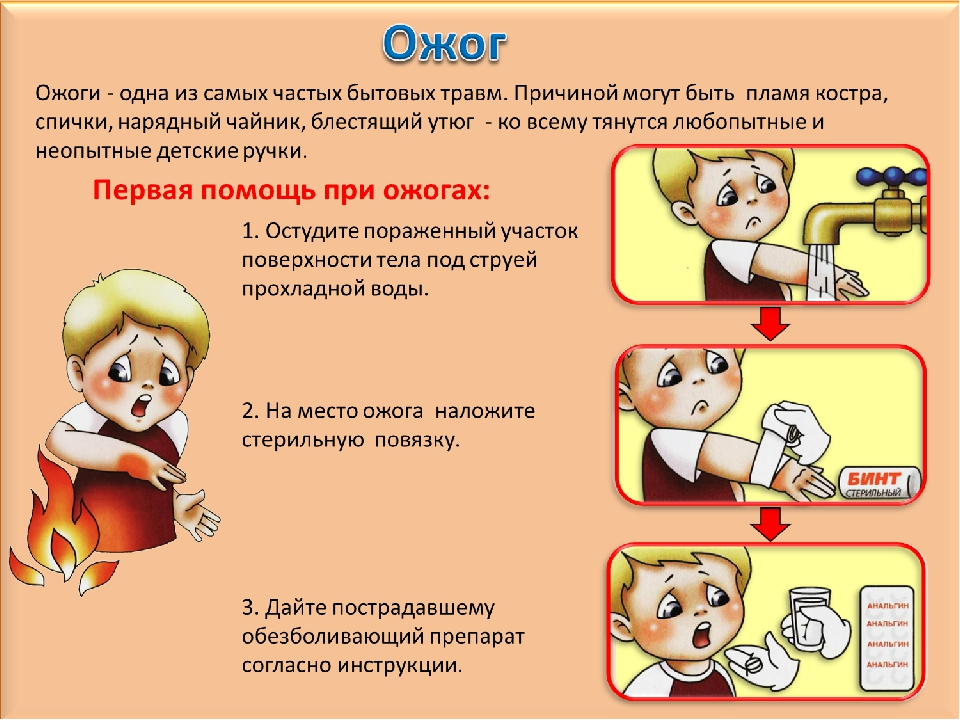 Ожог
Ожоги - одна из самых частых бытовых травм. Причиной могут быть пламя костра,
спички, нарядный чайник, блестящий утюг - ко всему тянутся любопытные и
неопытные детские ручки.
Первая помощь при ожогах:
1. Остудите пораженный участок
поверхности тела под струей
прохладной воды.
2. На место ожога наложите
стерильную повязку.
БИНТ
СТЕРИЛЬНЫЙ
3. Дайте пострадавшему
обезболивающий препарат
согласно инструкции.
АНАЛЬГИН
АНАЛЬГИН
АНАЛЬГИН
АНАЛЬГИН